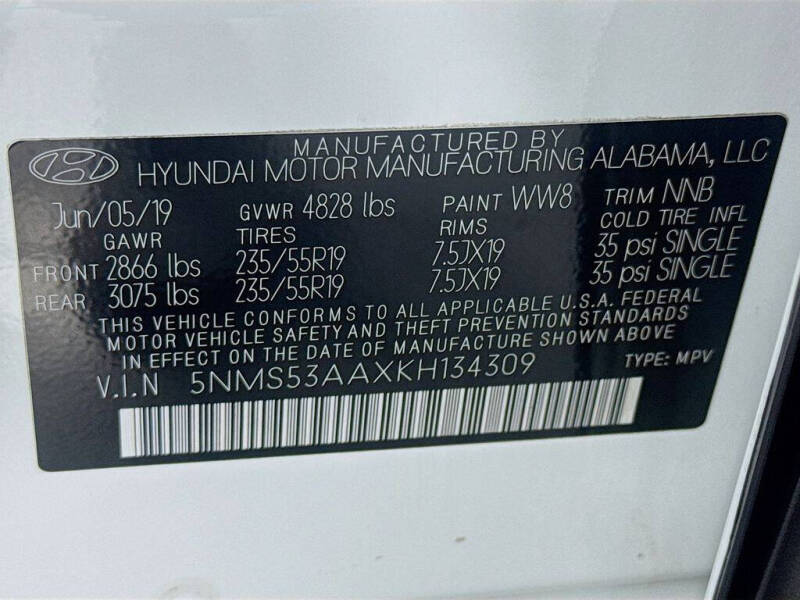 MANUFACTURED BY
HYUNDAI MOTOR MANUFACTURING ALABAMA, LLC
Jun/05/19 GVWR 4828 lbs PAINT WW8 TRIM NNB
GAWR TIRES RIMS COLD TIRE INFL
FRONT 2866 lbs 235/55R19 7.5JX19 35 psi SINGLE
REAR 3075 lbs 235/55R19 7.5JX19 35 psi SINGLE
THIS VEHICLE CONFORMS TO ALL APPLICABLE U.S.A. FEDERAL
MOTOR VEHICLE SAFETY AND THEFT PREVENTION STANDARDS
IN EFFECT ON THE DATE OF MANUFACTURE SHOWN ABOVE
V.I.N 5NMS53AAXKH134309 TYPE: MPV